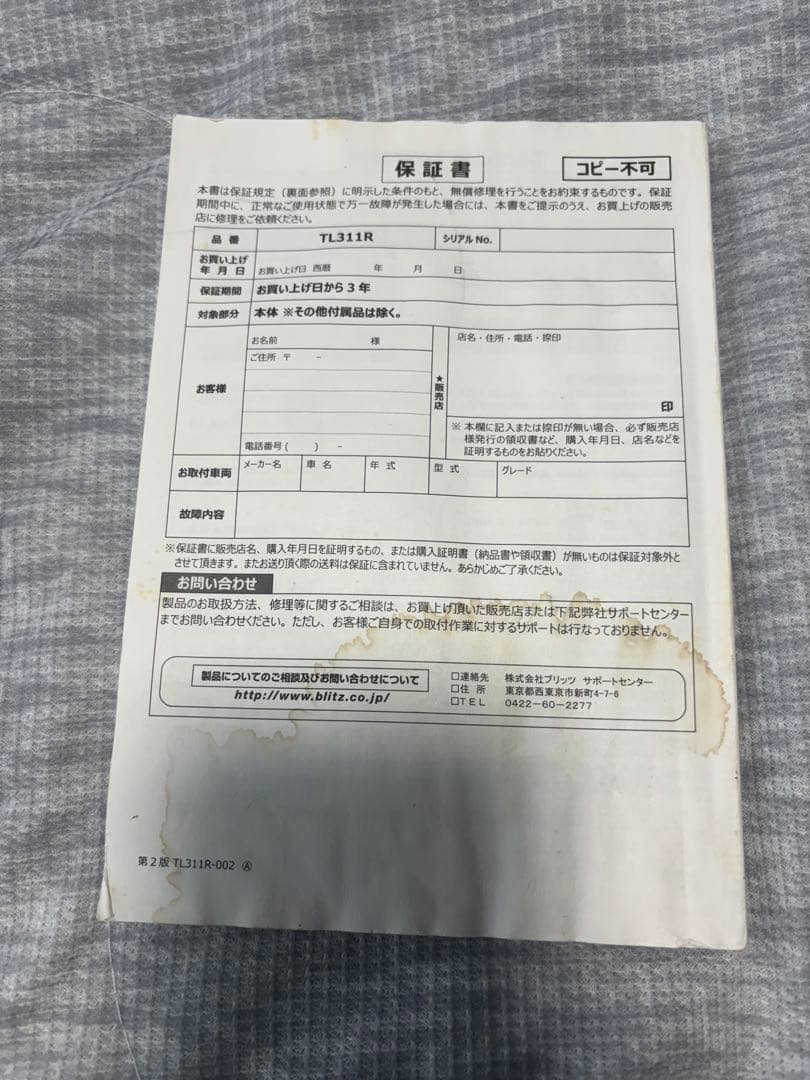 保証書
コピー不可
本書は保証規定（裏面参照）に明示した条件のもと、無償修理を行うことをお約束するものです。保証
期間中に、正常なご使用状態で万一故障が発生した場合には、本書をご提示のうえ、お買上げの販売
店に修理をご依頼ください。
品番 TL311R シリアルNo.
お買い上げ
年月日 お買い上げ日 西暦 年 月 日
保証期間 お買い上げ日から3年
対象部分 本体 ※その他付属品は除く。
お客様 お名前 様
ご住所 〒 －
電話番号（ ） －
★販売店
店名・住所・電話・捺印
印
※ 本欄に記入または捺印が無い場合、必ず販売店
様発行の領収書など、購入年月日、店名などを
証明するものをお貼りください。
お取付車両 メーカー名 車名 年式 型式 グレード
故障内容
※保証書に販売店名、購入年月日を証明するもの、または購入証明書（納品書や領収書）が無いものは保証対象外と
させて頂きます。またお送り頂く際の送料は保証に含まれていません。あらかじめご了承ください。
お問い合わせ
製品のお取扱方法、修理等に関するご相談は、お買上げ頂いた販売店または下記弊社サポートセンター
までお問い合わせください。ただし、お客様ご自身での取付作業に対するサポートは行なっておりません。
製品についてのご相談及びお問い合わせについて
http://www.blitz.co.jp/
□連絡先 株式会社ブリッツ サポートセンター
□住所 東京都西東京市新町4-7-6
□TEL 0422-60-2277
第2版 TL311R-002 Ⓐ